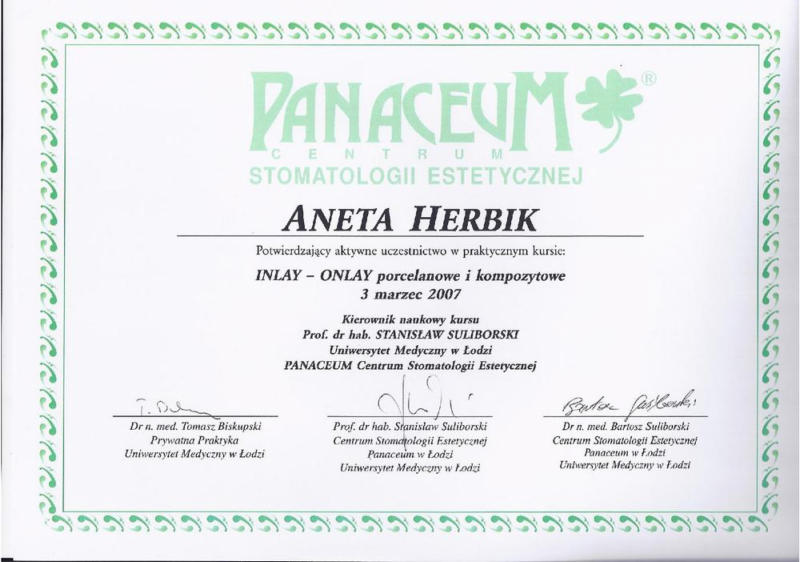 PANACEUM ®
CENTRUM
STOMATOLOGII ESTETYCZNEJ
ANETA HERBIK
Potwierdzający aktywne uczestnictwo w praktycznym kursie:
INLAY – ONLAY porcelanowe i kompozytowe
3 marzec 2007
Kierownik naukowy kursu
Prof. dr hab. STANISŁAW SULIBORSKI
Uniwersytet Medyczny w Łodzi
PANACEUM Centrum Stomatologii Estetycznej
Dr n. med. Tomasz Biskupski
Prywatna Praktyka
Uniwersytet Medyczny w Łodzi
Prof. dr hab. Stanisław Suliborski
Centrum Stomatologii Estetycznej
Panaceum w Łodzi
Uniwersytet Medyczny w Łodzi
Dr n. med. Bartosz Suliborski
Centrum Stomatologii Estetycznej
Panaceum w Łodzi
Uniwersytet Medyczny w Łodzi